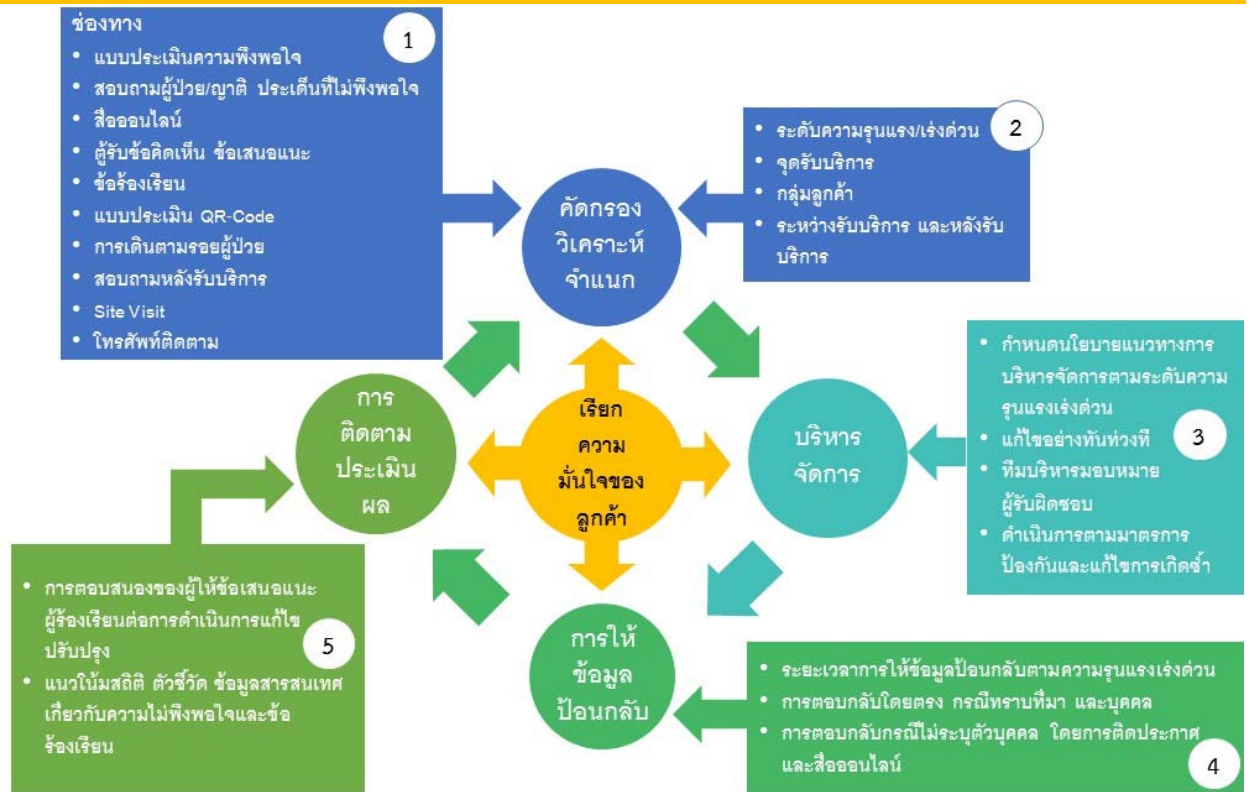 ช่องทาง
1
• แบบประเมินความพึงพอใจ
• สอบถามผู้ป่วย/ญาติ ประเด็นที่ไม่พึงพอใจ
• สื่อออนไลน์
• ตู้รับข้อคิดเห็น ข้อเสนอแนะ
• ข้อร้องเรียน
• แบบประเมิน QR-Code
• การเดินตามรอยผู้ป่วย
• สอบถามหลังรับบริการ
• Site Visit
• โทรศัพท์ติดตาม
2
• ระดับความรุนแรง/เร่งด่วน
• จุดรับบริการ
• กลุ่มลูกค้า
• ระหว่างรับบริการ และหลังรับ
บริการ
คัดกรอง
วิเคราะห์
จำแนก
• กำหนดนโยบายแนวทางการ
บริหารจัดการตามระดับความ
รุนแรงเร่งด่วน
• แก้ไขอย่างทันท่วงที
3
• ทีมบริหารมอบหมาย
ผู้รับผิดชอบ
• ดำเนินการตามมาตรการ
ป้องกันและแก้ไขการเกิดซ้ำ
บริหาร
จัดการ
เรียก
ความ
มั่นใจของ
ลูกค้า
การ
ติดตาม
ประเมิน
ผล
การให้
ข้อมูล
ป้อนกลับ
• ระยะเวลาการให้ข้อมูลป้อนกลับตามความรุนแรงเร่งด่วน
• การตอบกลับโดยตรง กรณีทราบที่มา และบุคคล
• การตอบกลับกรณีไม่ระบุตัวบุคคล โดยการติดประกาศ
และสื่อออนไลน์
4
• การตอบสนองของผู้ให้ข้อเสนอแนะ
ผู้ร้องเรียนต่อการดำเนินการแก้ไข
ปรับปรุง
5
• แนวโน้มสถิติ ตัวชี้วัด ข้อมูลสารสนเทศ
เกี่ยวกับความไม่พึงพอใจและข้อ
ร้องเรียน